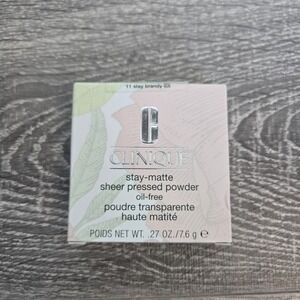 11 stay brandy (D)
CLINIQUE
stay-matte
sheer pressed powder
oil-free
poudre transparente
haute matité
POIDS NET WT. .27 OZ./7.6 g ℮